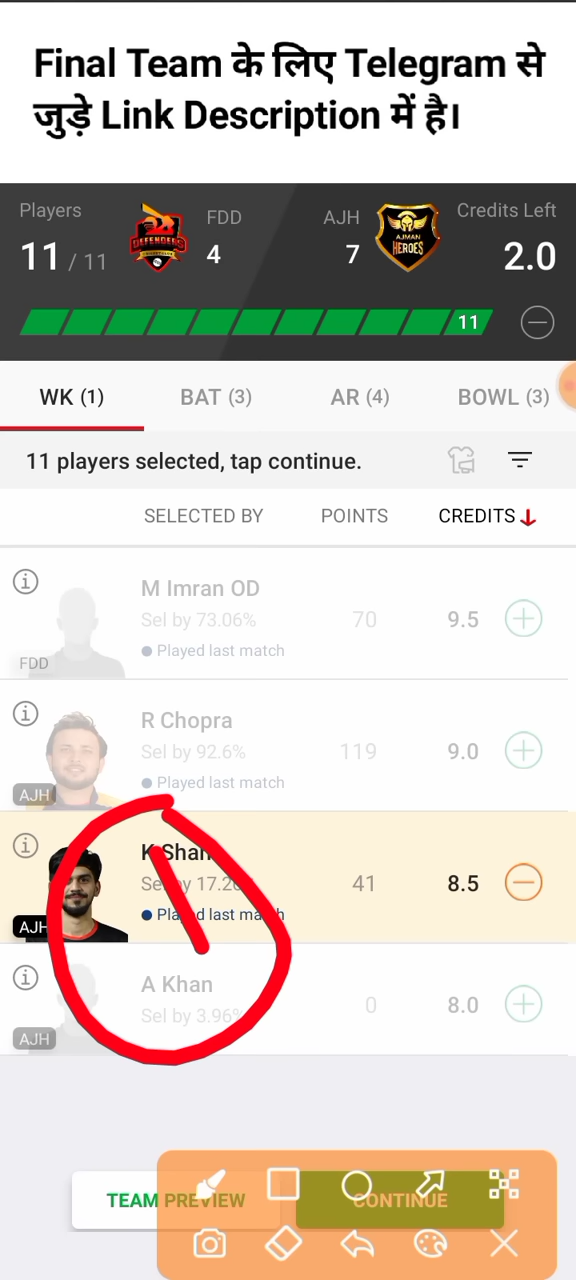 Final Team के लिए Telegram से
जुड़े Link Description में है।
Players FDD AJH Credits Left
11 / 11 4 7 2.0
DEFENDERS
AJMAN
HEROES
11
WK (1) BAT (3) AR (4) BOWL (3)
11 players selected, tap continue.
SELECTED BY POINTS CREDITS
M Imran OD
Sel by 73.06% 70 9.5
Played last match
FDD
R Chopra
Sel by 92.6% 119 9.0
Played last match
AJH
K Shan
Sel by 17.2 41 8.5
Played last match
AJH
A Khan
Sel by 3.96% 0 8.0
AJH
TEAM PREVIEW CONTINUE